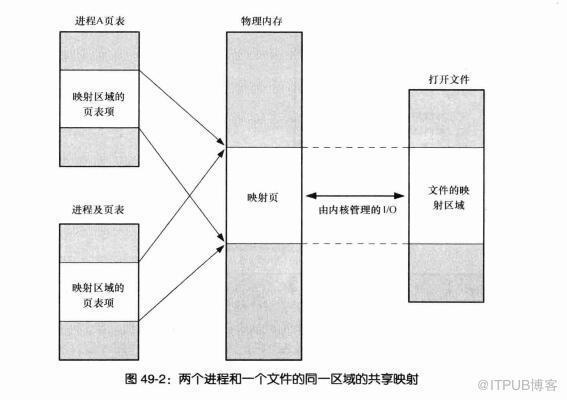 进程A页表
物理内存
打开文件
映射区域的
页表项
映射页
由内核管理的I/O
文件的映
射区域
进程及页表
映射区域的
页表项
图 49-2：两个进程和一个文件的同一区域的共享映射
@ITPUB博客